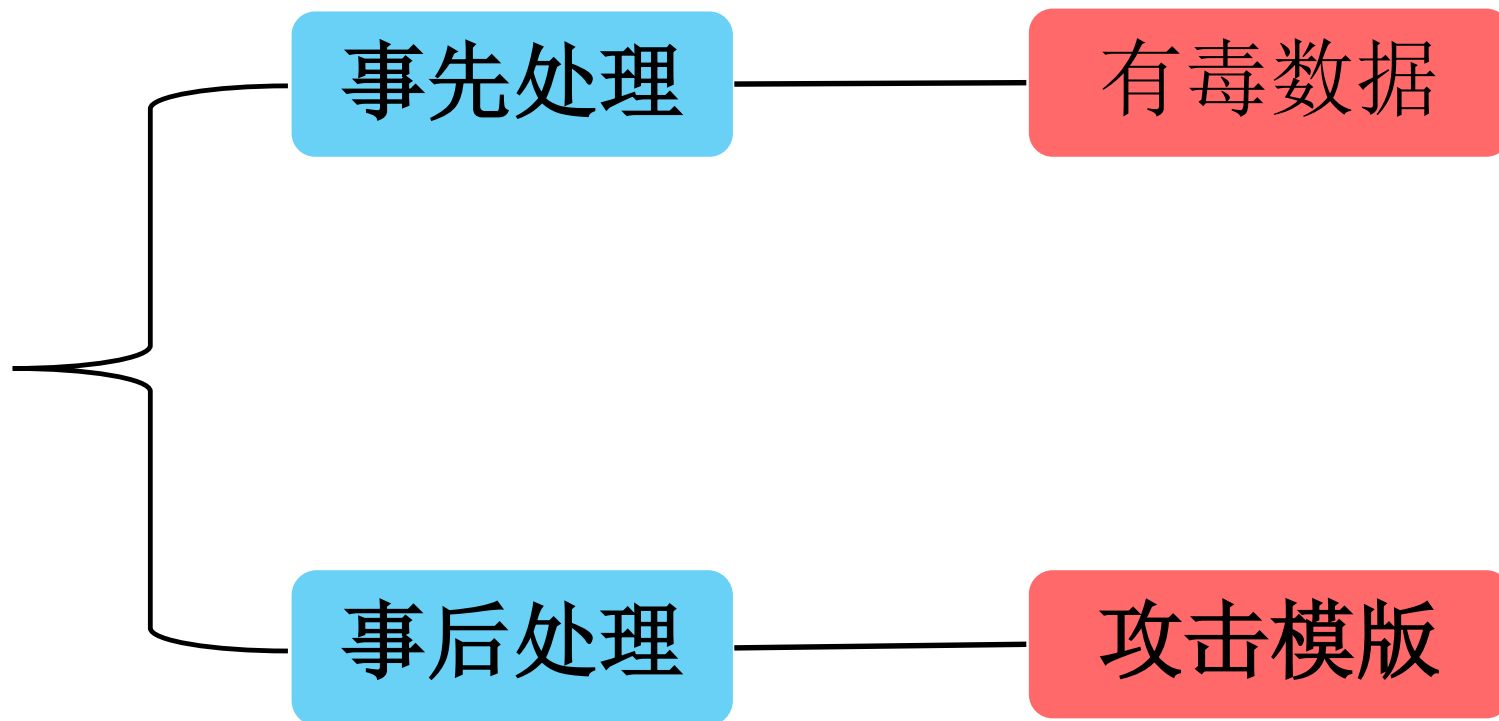 事先处理
有毒数据
事后处理
攻击模版